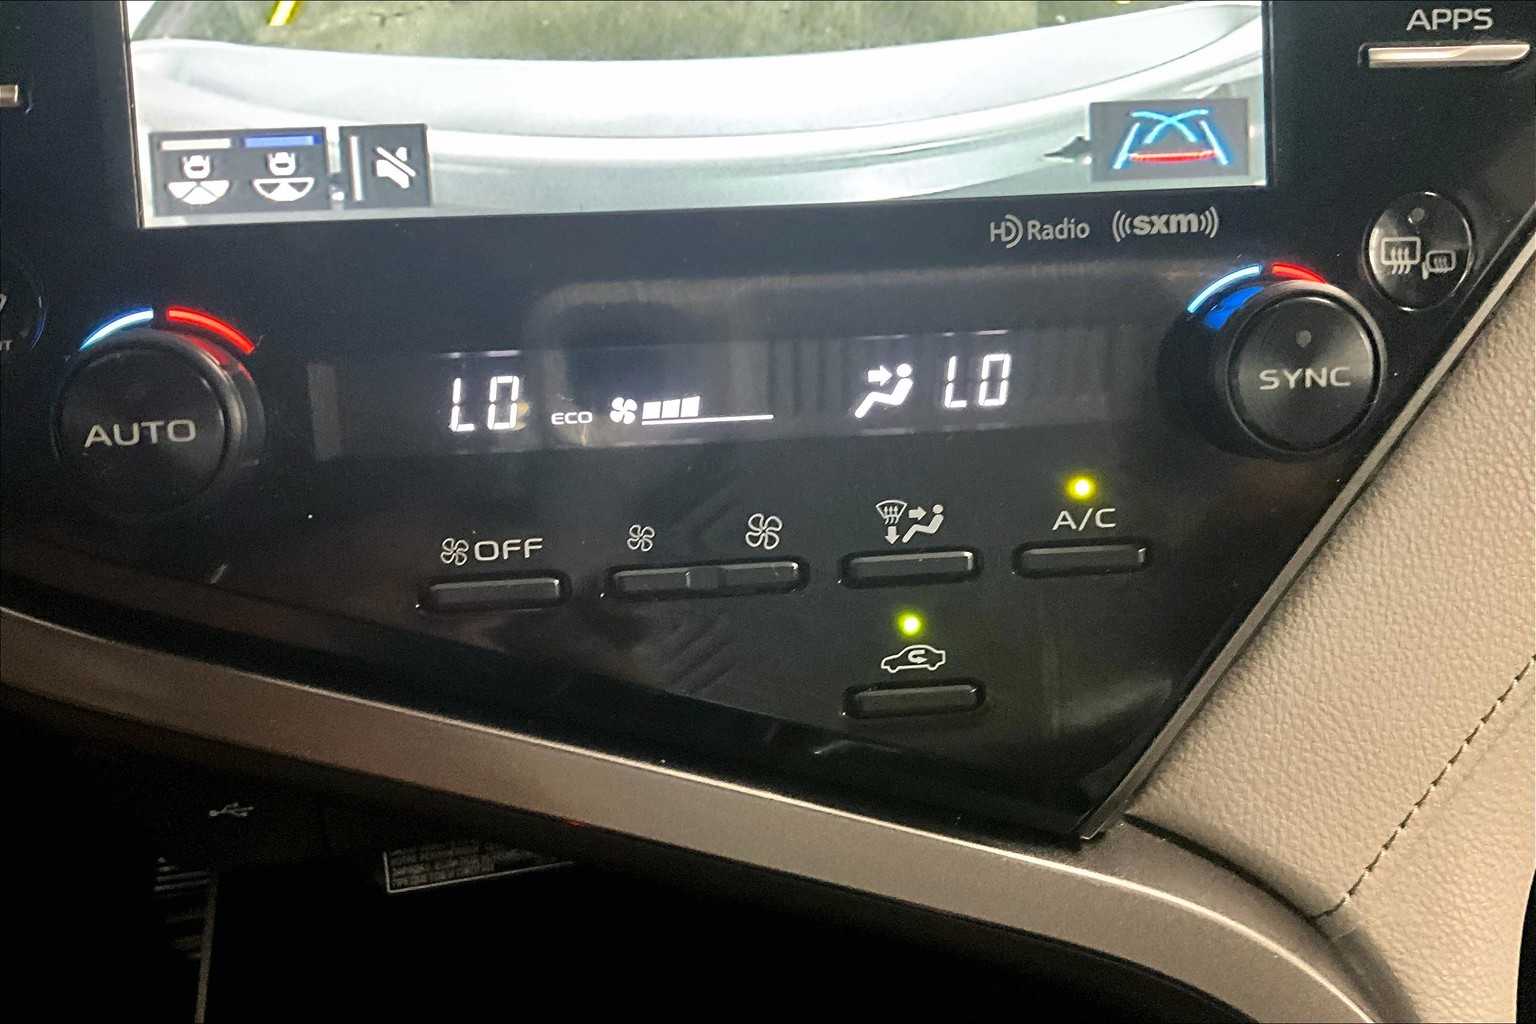 APPS
HD Radio
((sxm))
AUTO
LO
ECO
LO
SYNC
OFF
A/C